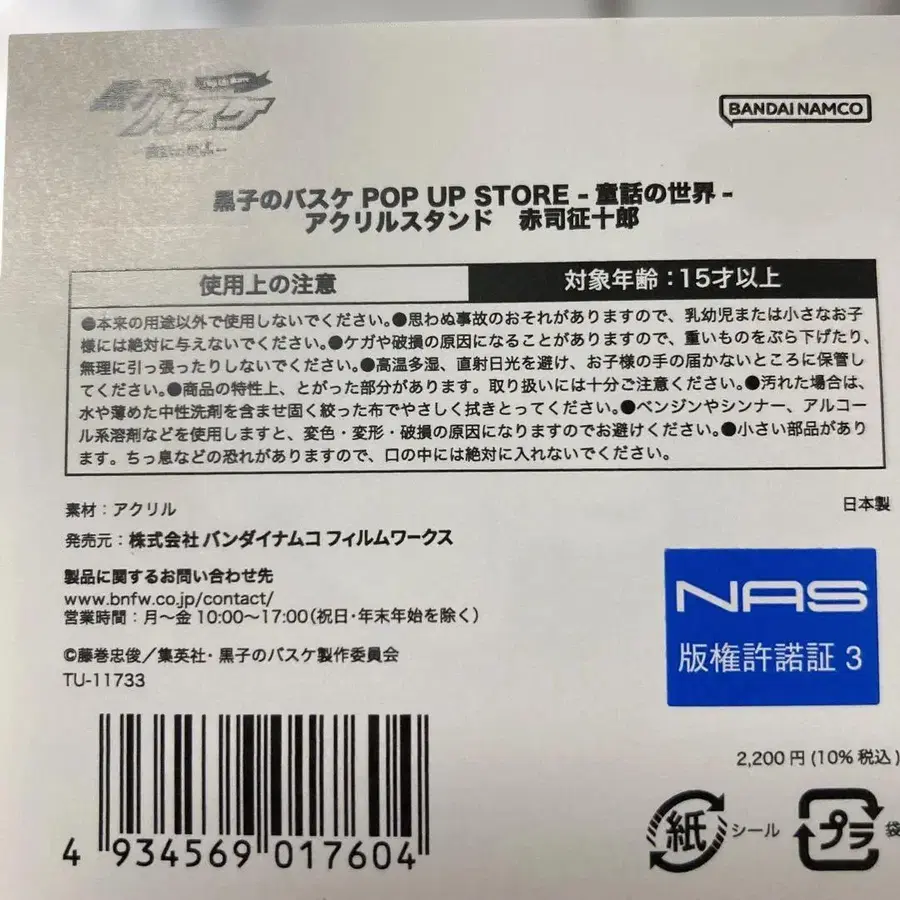 黒子のバスケ
BANDAI NAMCO
黒子のバスケ POP UP STORE - 童話の世界 -
アクリルスタンド 赤司征十郎
使用上の注意
対象年齢：15才以上
●本来の用途以外で使用しないでください。●思わぬ事故のおそれがありますので、乳幼児または小さなお子
様には絶対に与えないでください。●ケガや破損の原因になることがありますので、重いものをぶら下げたり、
無理に引っ張ったりしないでください。●高温多湿、直射日光を避け、お子様の手の届かないところに保管し
てください。●商品の特性上、とがった部分があります。取り扱いには十分ご注意ください。●汚れた場合は、
水や薄めた中性洗剤を含ませ固く絞った布でやさしく拭きとってください。●ベンジンやシンナー、アルコー
ル系溶剤などを使用しますと、変色・変形・破損の原因になりますのでお避けください。●小さい部品があり
ます。ちっ息などの恐れがありますので、口の中には絶対に入れないでください。
素材：アクリル
日本製
発売元：株式会社 バンダイナムコ フィルムワークス
製品に関するお問い合わせ先
www.bnfw.co.jp/contact/
営業時間：月〜金 10:00〜17:00（祝日・年末年始を除く）
©藤巻忠俊／集英社・黒子のバスケ製作委員会
TU-11733
NAS
版権許諾証 3
2,200 円 (10% 税込)
紙 シール
プラ 袋
4 934569 017604